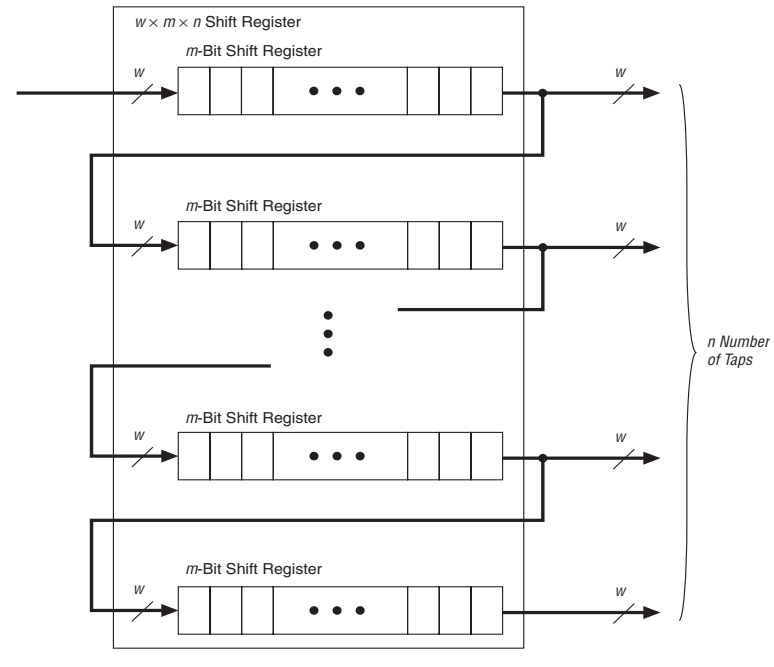 w × m × n Shift Register
m-Bit Shift Register
w
w
m-Bit Shift Register
w
w
n Number
of Taps
m-Bit Shift Register
w
w
m-Bit Shift Register
w
w